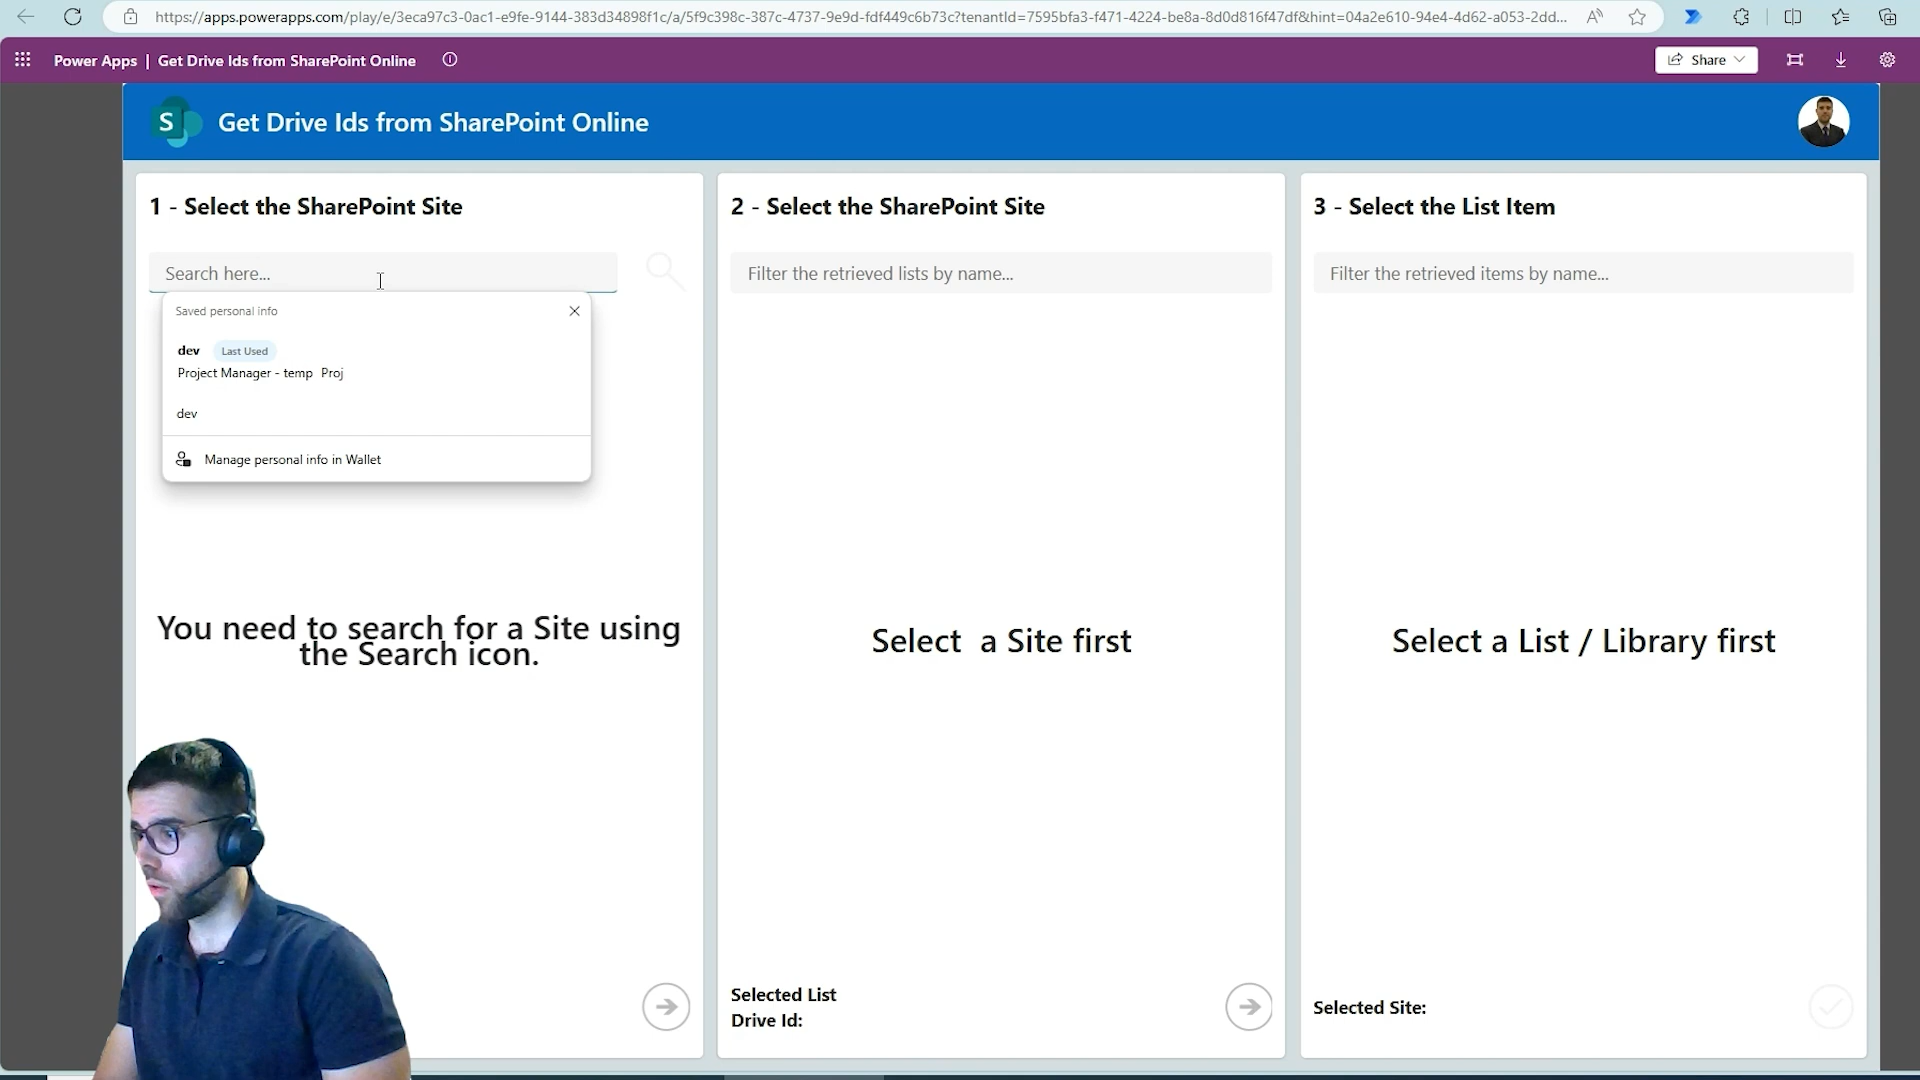 https://apps.powerapps.com/play/e/3eca97c3-0ac1-e9fe-9144-383d34898f1c/a/5f9c398c-387c-4737-9e9d-fdf449c6b73c?tenantId=7595bfa3-f471-4224-be8a-8d0d816f47df&hint=04a2e610-94e4-4d62-a053-2dd...
Power Apps | Get Drive Ids from SharePoint Online
Share
S
Get Drive Ids from SharePoint Online
1 - Select the SharePoint Site
Search here...
Saved personal info
dev Last Used
Project Manager - temp Proj
dev
Manage personal info in Wallet
You need to search for a Site using
the Search icon.
2 - Select the SharePoint Site
Filter the retrieved lists by name...
Select a Site first
Selected List
Drive Id:
3 - Select the List Item
Filter the retrieved items by name...
Select a List / Library first
Selected Site: